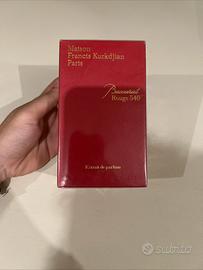 Maison
Francis Kurkdjian
Paris
Baccarat
Rouge 540
Extrait de parfum
subito